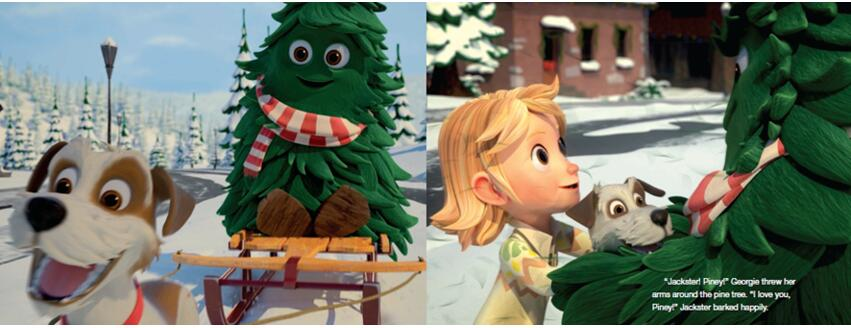 "Jackster! Piney!" Georgie threw her
arms around the pine tree. "I love you,
Piney!" Jackster barked happily.